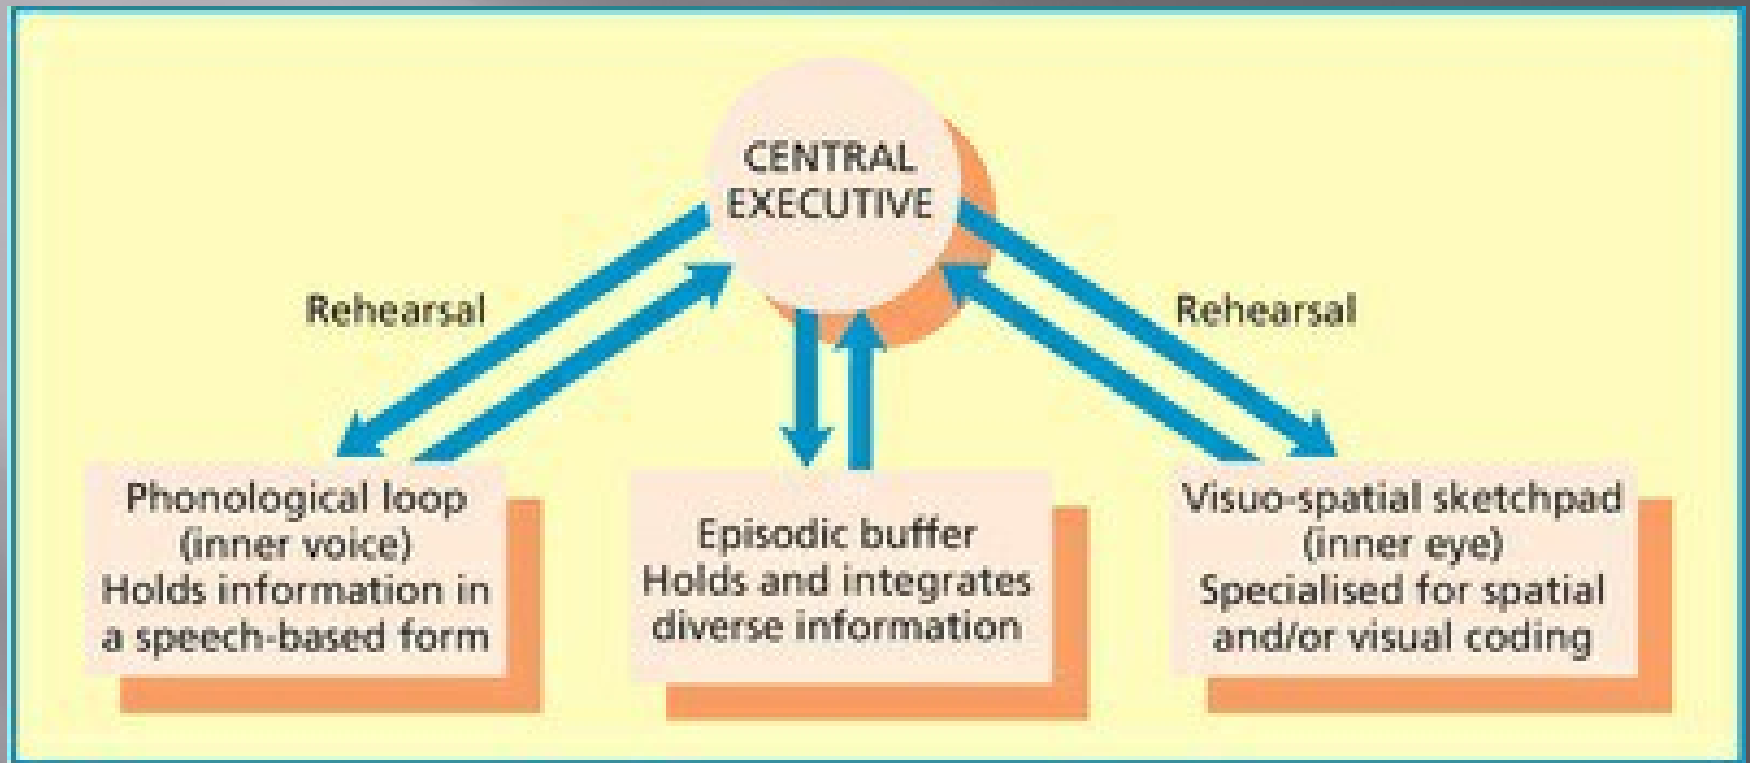 CENTRAL
EXECUTIVE
Rehearsal
Rehearsal
Phonological loop
(inner voice)
Holds information in
a speech-based form
Episodic buffer
Holds and integrates
diverse information
Visuo-spatial sketchpad
(inner eye)
Specialised for spatial
and/or visual coding